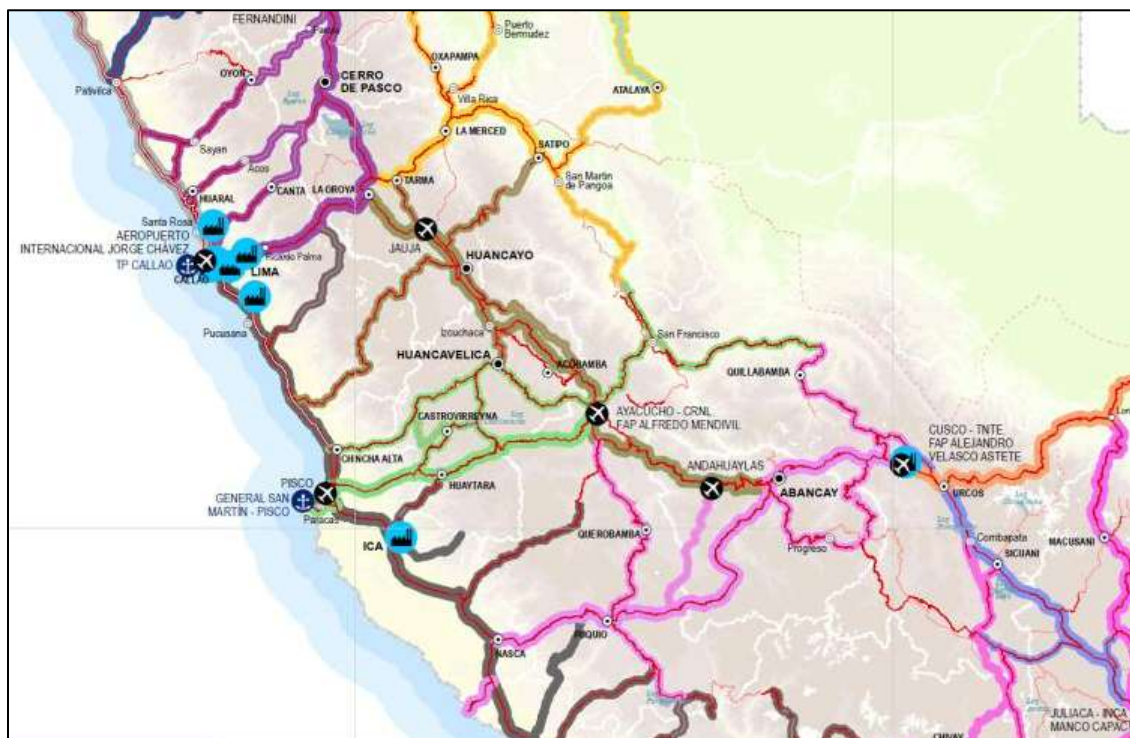 FERNANDINI
Puerto
Bermudez
OXAPAMPA
OYON
CERRO
DE PASCO
ATALAYA
Pativilca
Villa Rica
LA MERCED
Sayan
SATIPO
Acos
TARMA
San Martin
de Pangoa
HUARAL
CANTA
LA OROYA
Santa Rosa
AEROPUERTO
INTERNACIONAL JORGE CHÁVEZ
Ricardo Palma
JAUJA
TP CALLAO
LIMA
CALLAO
HUANCAYO
Pucusana
Izcuchaca
San Francisco
HUANCAVELICA
ACOBAMBA
QUILLABAMBA
CASTROVIRREYNA
AYACUCHO - CRNL.
FAP ALFREDO MENDIVIL
CUSCO - TNTE
FAP ALEJANDRO
VELASCO ASTETE
CHINCHA ALTA
ANDAHUAYLAS
PISCO
HUAYTARA
ABANCAY
URCOS
GENERAL SAN
MARTÍN - PISCO
Paracas
ICA
QUEROBAMBA
Progreso
Combapata
MACUSANI
SICUANI
PUQUIO
NASCA
JULIACA - INCA
MANCO CAPAC
CHIVAY